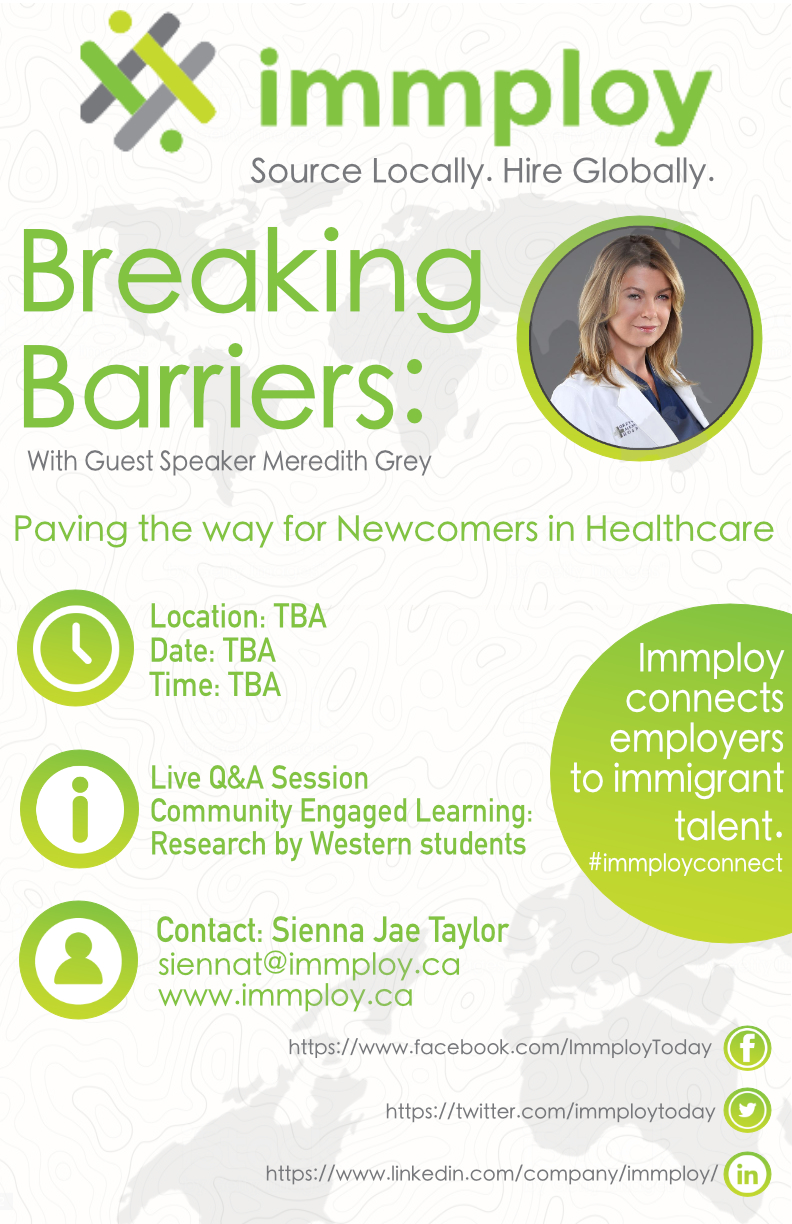 immploy
Source Locally. Hire Globally.
Breaking
Barriers:
With Guest Speaker Meredith Grey
Paving the way for Newcomers in Healthcare
Location: TBA
Date: TBA
Time: TBA
Immploy
connects
employers
to immigrant
talent.
#immployconnect
Live Q&A Session
Community Engaged Learning:
Research by Western students
Contact: Sienna Jae Taylor
siennat@immploy.ca
www.immploy.ca
https://www.facebook.com/ImmployToday
https://twitter.com/immploytoday
https://www.linkedin.com/company/immploy/